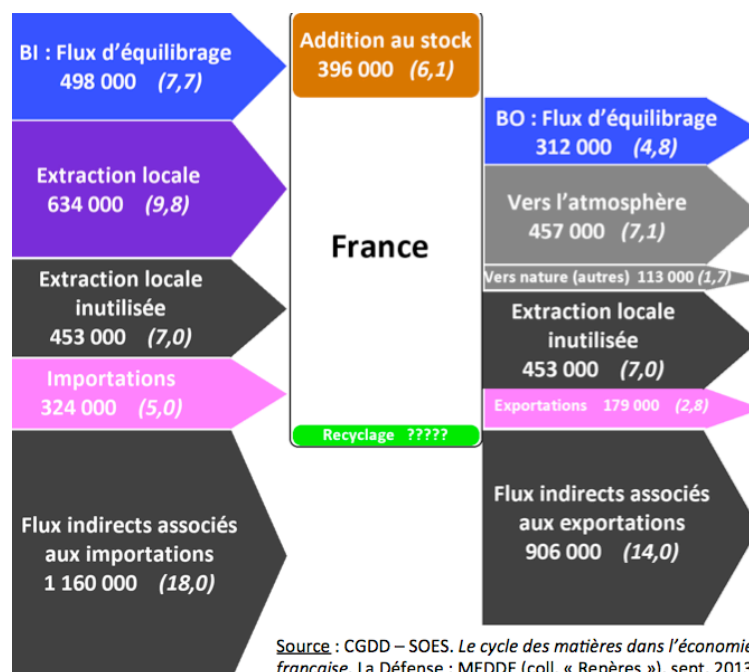 BI : Flux d'équilibrage
498 000 (7,7)
Extraction locale
634 000 (9,8)
Extraction locale
inutilisée
453 000 (7,0)
Importations
324 000 (5,0)
Flux indirects associés
aux importations
1 160 000 (18,0)
Addition au stock
396 000 (6,1)
France
Recyclage ?????
BO : Flux d'équilibrage
312 000 (4,8)
Vers l'atmosphère
457 000 (7,1)
Vers nature (autres) 113 000 (1,7)
Extraction locale
inutilisée
453 000 (7,0)
Exportations 179 000 (2,8)
Flux indirects associés
aux exportations
906 000 (14,0)
Source : CGDD – SOES. Le cycle des matières dans l'économie
française. La Défense : MEDDE (coll. « Repères »), sept. 2013